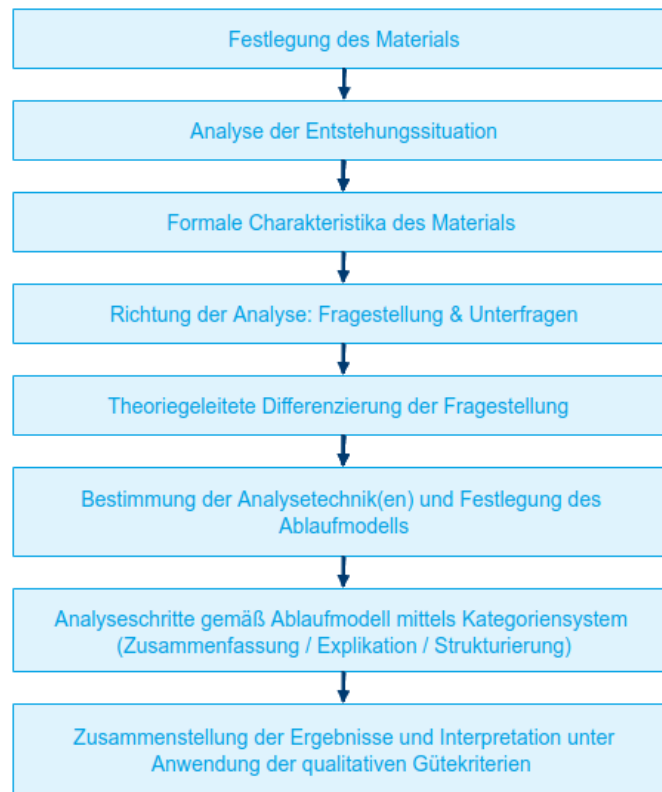 Festlegung des Materials
Analyse der Entstehungssituation
Formale Charakteristika des Materials
Richtung der Analyse: Fragestellung & Unterfragen
Theoriegeleitete Differenzierung der Fragestellung
Bestimmung der Analysetechnik(en) und Festlegung des
Ablaufmodells
Analyseschritte gemäß Ablaufmodell mittels Kategoriensystem
(Zusammenfassung / Explikation / Strukturierung)
Zusammenstellung der Ergebnisse und Interpretation unter
Anwendung der qualitativen Gütekriterien